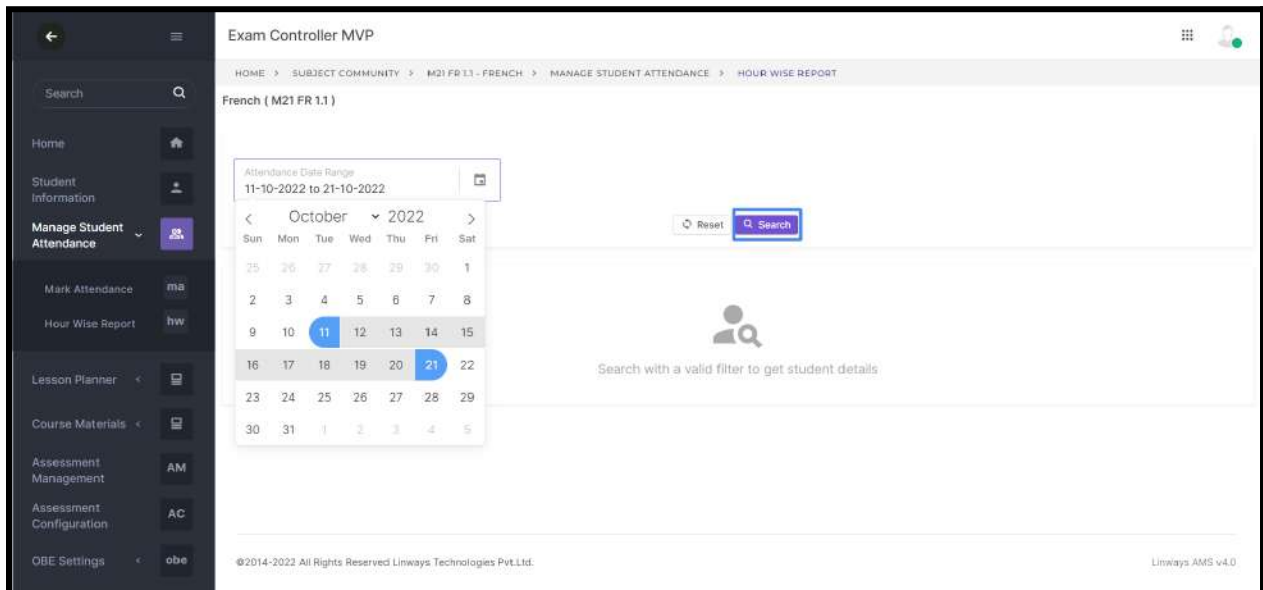 Exam Controller MVP
HOME > SUBJECT COMMUNITY > M21 FR 1.1 - FRENCH > MANAGE STUDENT ATTENDANCE > HOUR WISE REPORT
French ( M21 FR 1.1 )
Search
Home
Student
Information
Manage Student
Attendance
Mark Attendance ma
Hour Wise Report hw
Lesson Planner <
Course Materials <
Assessment
Management
AM
Assessment
Configuration
AC
OBE Settings < obe
Attendance Date Range
11-10-2022 to 21-10-2022
October 2022
Sun Mon Tue Wed Thu Fri Sat
25 26 27 28 29 30 1
2 3 4 5 6 7 8
9 10 11 12 13 14 15
16 17 18 19 20 21 22
23 24 25 26 27 28 29
30 31 1 2 3 4 5
Reset Search
Search with a valid filter to get student details
©2014-2022 All Rights Reserved Linways Technologies Pvt.Ltd.
Linways AMS v4.0